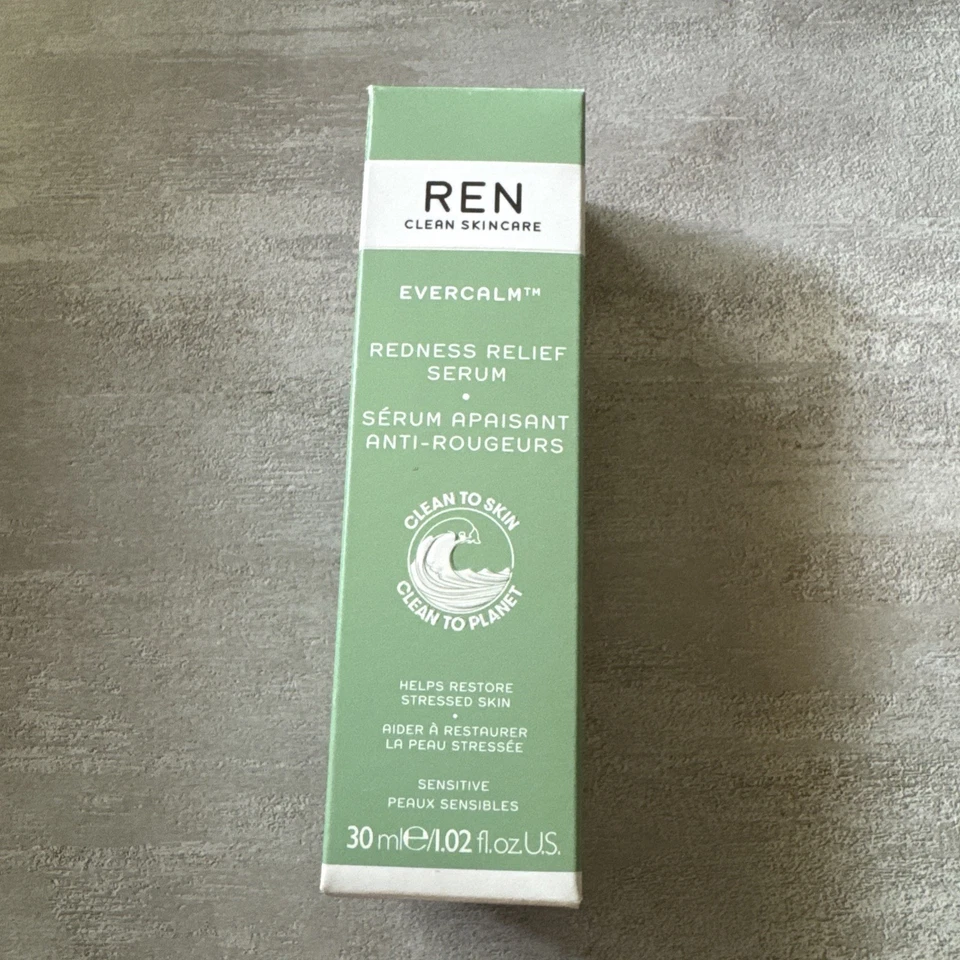 REN
CLEAN SKINCARE
EVERCALM™
REDNESS RELIEF
SERUM
•
SÉRUM APAISANT
ANTI-ROUGEURS
CLEAN TO SKIN
CLEAN TO PLANET
HELPS RESTORE
STRESSED SKIN
•
AIDER À RESTAURER
LA PEAU STRESSÉE
SENSITIVE
PEAUX SENSIBLES
30 ml℮/1.02 fl.oz.U.S.